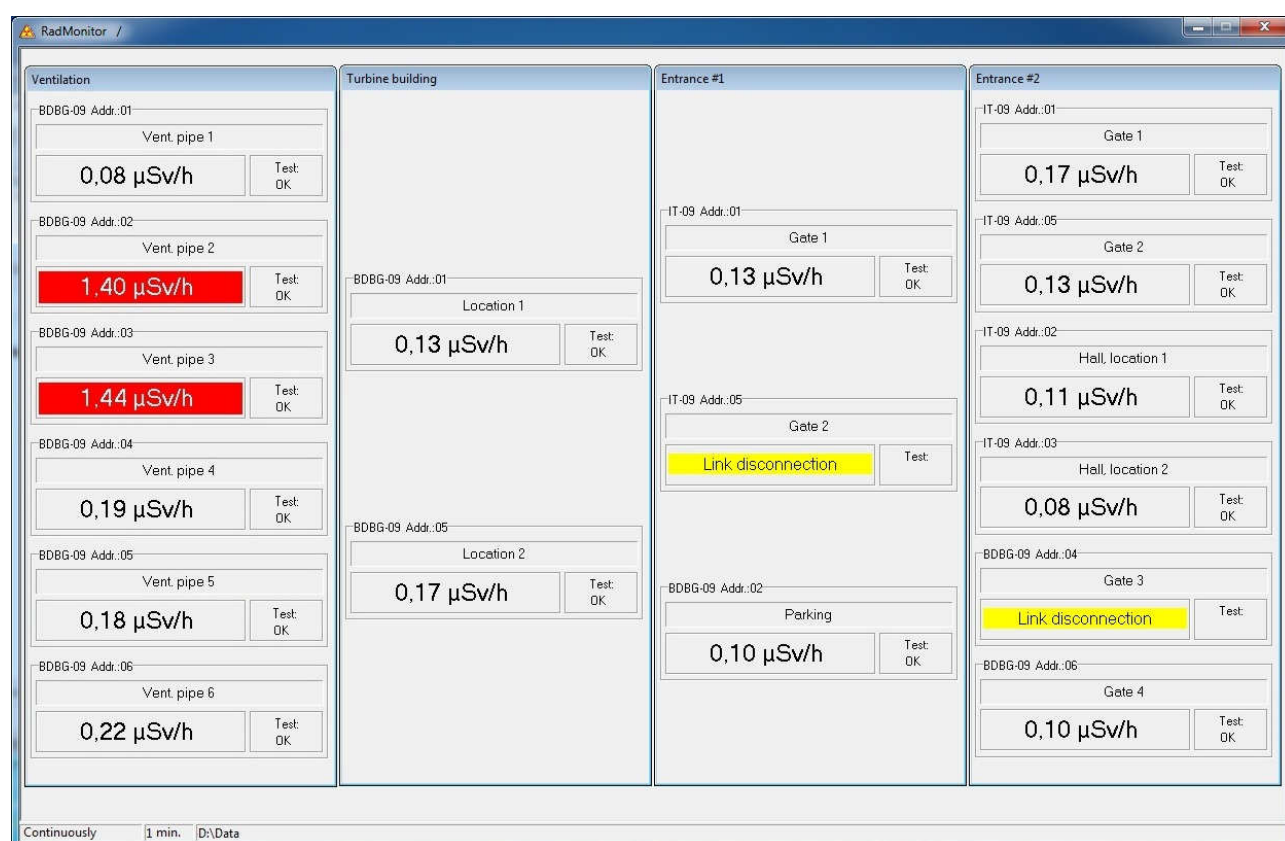 RadMonitor /
Ventilation
BDBG-09 Addr.:01
Vent. pipe 1
0,08 µSv/h
Test:
OK
BDBG-09 Addr.:02
Vent. pipe 2
1,40 µSv/h
Test:
OK
BDBG-09 Addr.:03
Vent. pipe 3
1,44 µSv/h
Test:
OK
BDBG-09 Addr.:04
Vent. pipe 4
0,19 µSv/h
Test:
OK
BDBG-09 Addr.:05
Vent. pipe 5
0,18 µSv/h
Test:
OK
BDBG-09 Addr.:06
Vent. pipe 6
0,22 µSv/h
Test:
OK
Turbine building
BDBG-09 Addr.:01
Location 1
0,13 µSv/h
Test:
OK
BDBG-09 Addr.:05
Location 2
0,17 µSv/h
Test:
OK
Entrance #1
IT-09 Addr.:01
Gate 1
0,13 µSv/h
Test:
OK
IT-09 Addr.:05
Gate 2
Link disconnection
Test:
BDBG-09 Addr.:02
Parking
0,10 µSv/h
Test:
OK
Entrance #2
IT-09 Addr.:01
Gate 1
0,17 µSv/h
Test:
OK
IT-09 Addr.:05
Gate 2
0,13 µSv/h
Test:
OK
IT-09 Addr.:02
Hall, location 1
0,11 µSv/h
Test:
OK
IT-09 Addr.:03
Hall, location 2
0,08 µSv/h
Test:
OK
BDBG-09 Addr.:04
Gate 3
Link disconnection
Test:
BDBG-09 Addr.:06
Gate 4
0,10 µSv/h
Test:
OK
Continuously 1 min. D:\Data